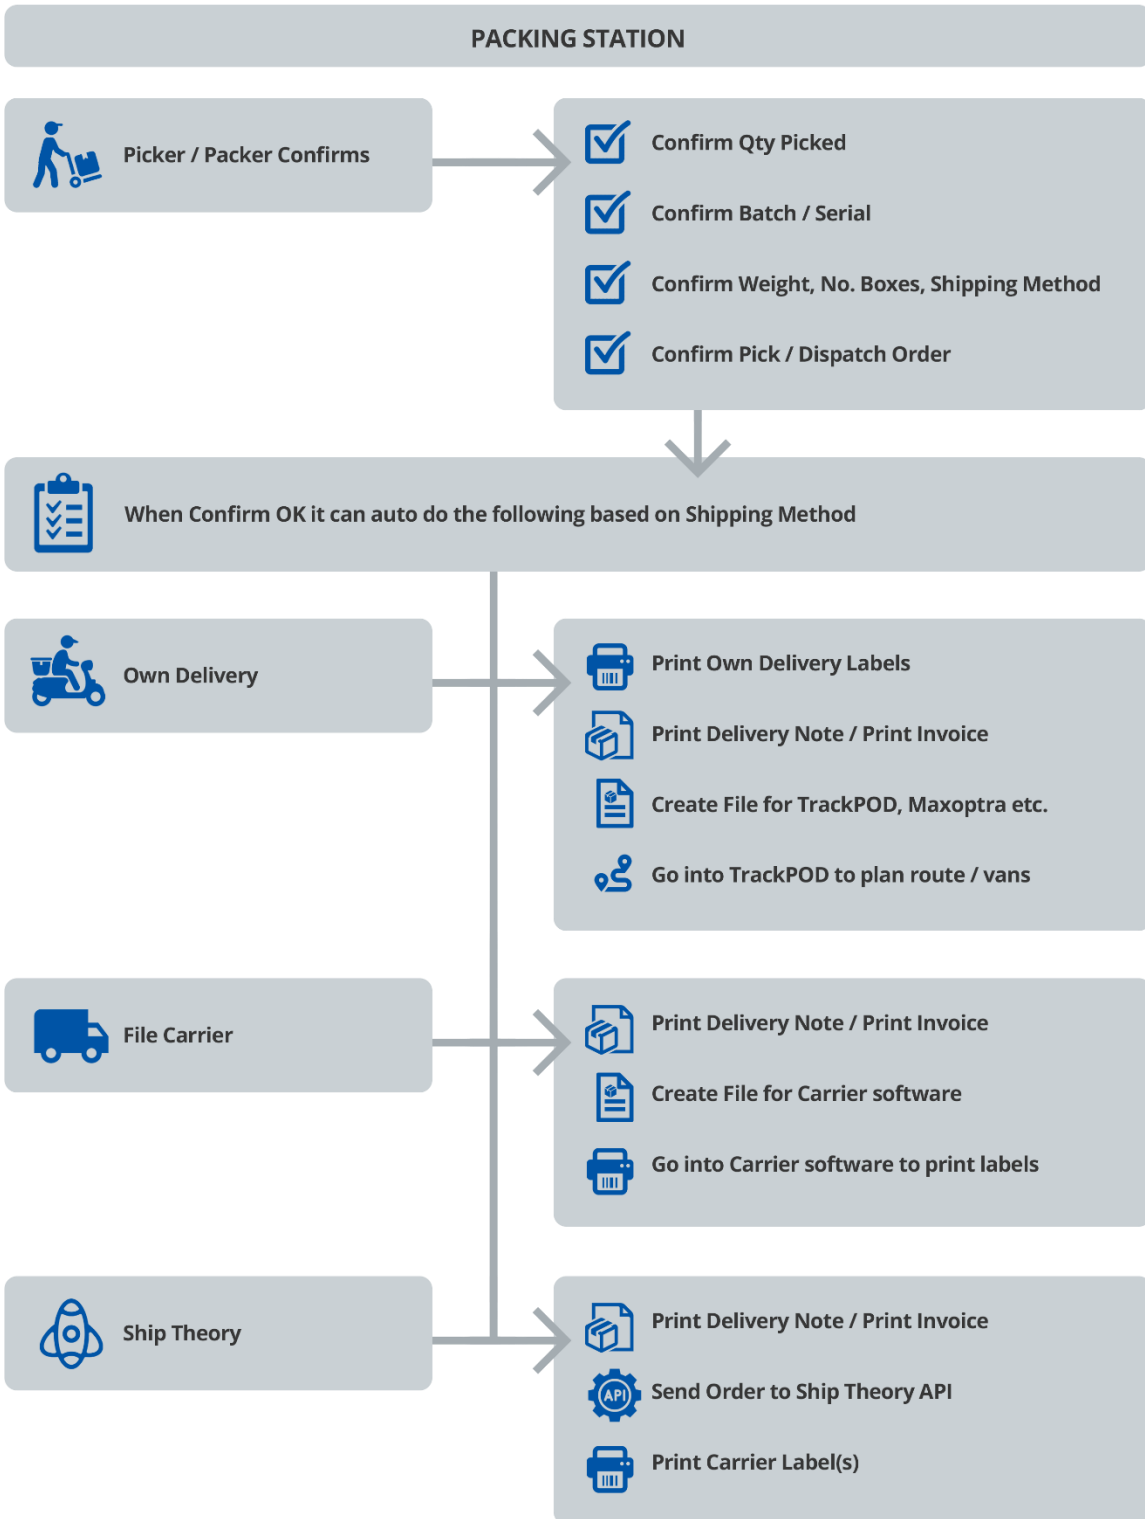 PACKING STATION
Picker / Packer Confirms
Confirm Qty Picked
Confirm Batch / Serial
Confirm Weight, No. Boxes, Shipping Method
Confirm Pick / Dispatch Order
When Confirm OK it can auto do the following based on Shipping Method
Own Delivery
Print Own Delivery Labels
Print Delivery Note / Print Invoice
Create File for TrackPOD, Maxoptra etc.
Go into TrackPOD to plan route / vans
File Carrier
Print Delivery Note / Print Invoice
Create File for Carrier software
Go into Carrier software to print labels
Ship Theory
Print Delivery Note / Print Invoice
API
Send Order to Ship Theory API
Print Carrier Label(s)